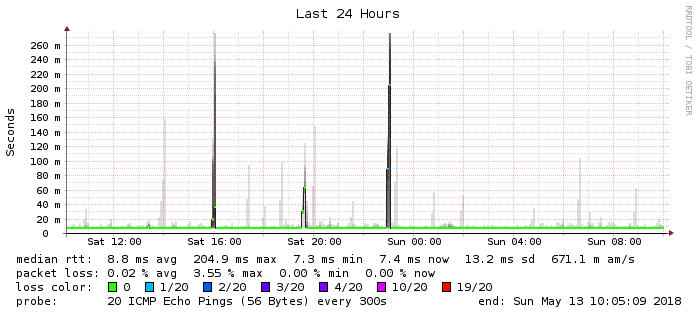 Last 24 Hours
RRDTOOL / TOBI OETIKER
Seconds
260 m
240 m
220 m
200 m
180 m
160 m
140 m
120 m
100 m
80 m
60 m
40 m
20 m
0
Sat 12:00 Sat 16:00 Sat 20:00 Sun 00:00 Sun 04:00 Sun 08:00
median rtt: 8.8 ms avg 204.9 ms max 7.3 ms min 7.4 ms now 13.2 ms sd 671.1 m am/s
packet loss: 0.02 % avg 3.55 % max 0.00 % min 0.00 % now
loss color: 0 1/20 2/20 3/20 4/20 10/20 19/20
probe: 20 ICMP Echo Pings (56 Bytes) every 300s end: Sun May 13 10:05:09 2018